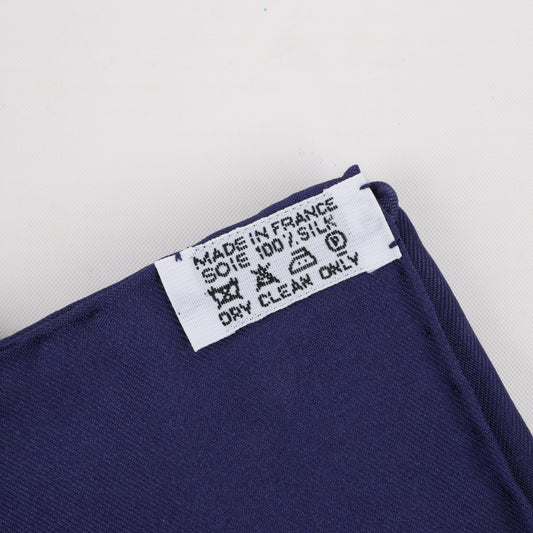 MADE IN FRANCE
SOIE 100% SILK
P
DRY CLEAN ONLY